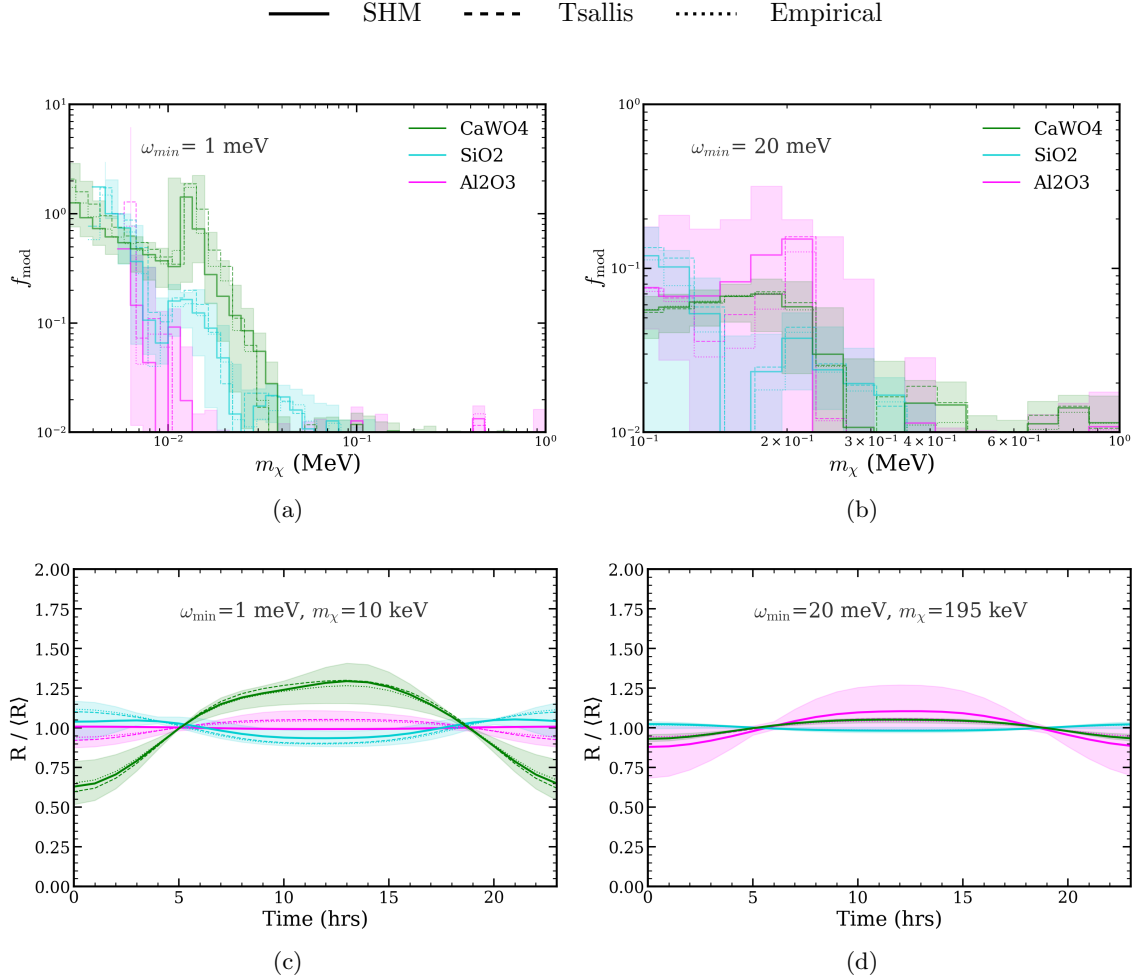 SHM Tsallis Empirical
10^1
10^0
10^{-1}
10^{-2}
f_mod
ω_min= 1 meV
CaWO4
SiO2
Al2O3
10^{-2} 10^{-1} 10^0
m_χ (MeV)
(a)
10^0
10^{-1}
10^{-2}
f_mod
ω_min= 20 meV
CaWO4
SiO2
Al2O3
10^{-1} 2 × 10^{-1} 3 × 10^{-1} 4 × 10^{-1} 6 × 10^{-1} 10^0
m_χ (MeV)
(b)
2.00
1.75
1.50
1.25
1.00
0.75
0.50
0.25
0.00
R / ⟨R⟩
ω_min=1 meV, m_χ=10 keV
0 5 10 15 20
Time (hrs)
(c)
2.00
1.75
1.50
1.25
1.00
0.75
0.50
0.25
0.00
R / ⟨R⟩
ω_min=20 meV, m_χ=195 keV
0 5 10 15 20
Time (hrs)
(d)